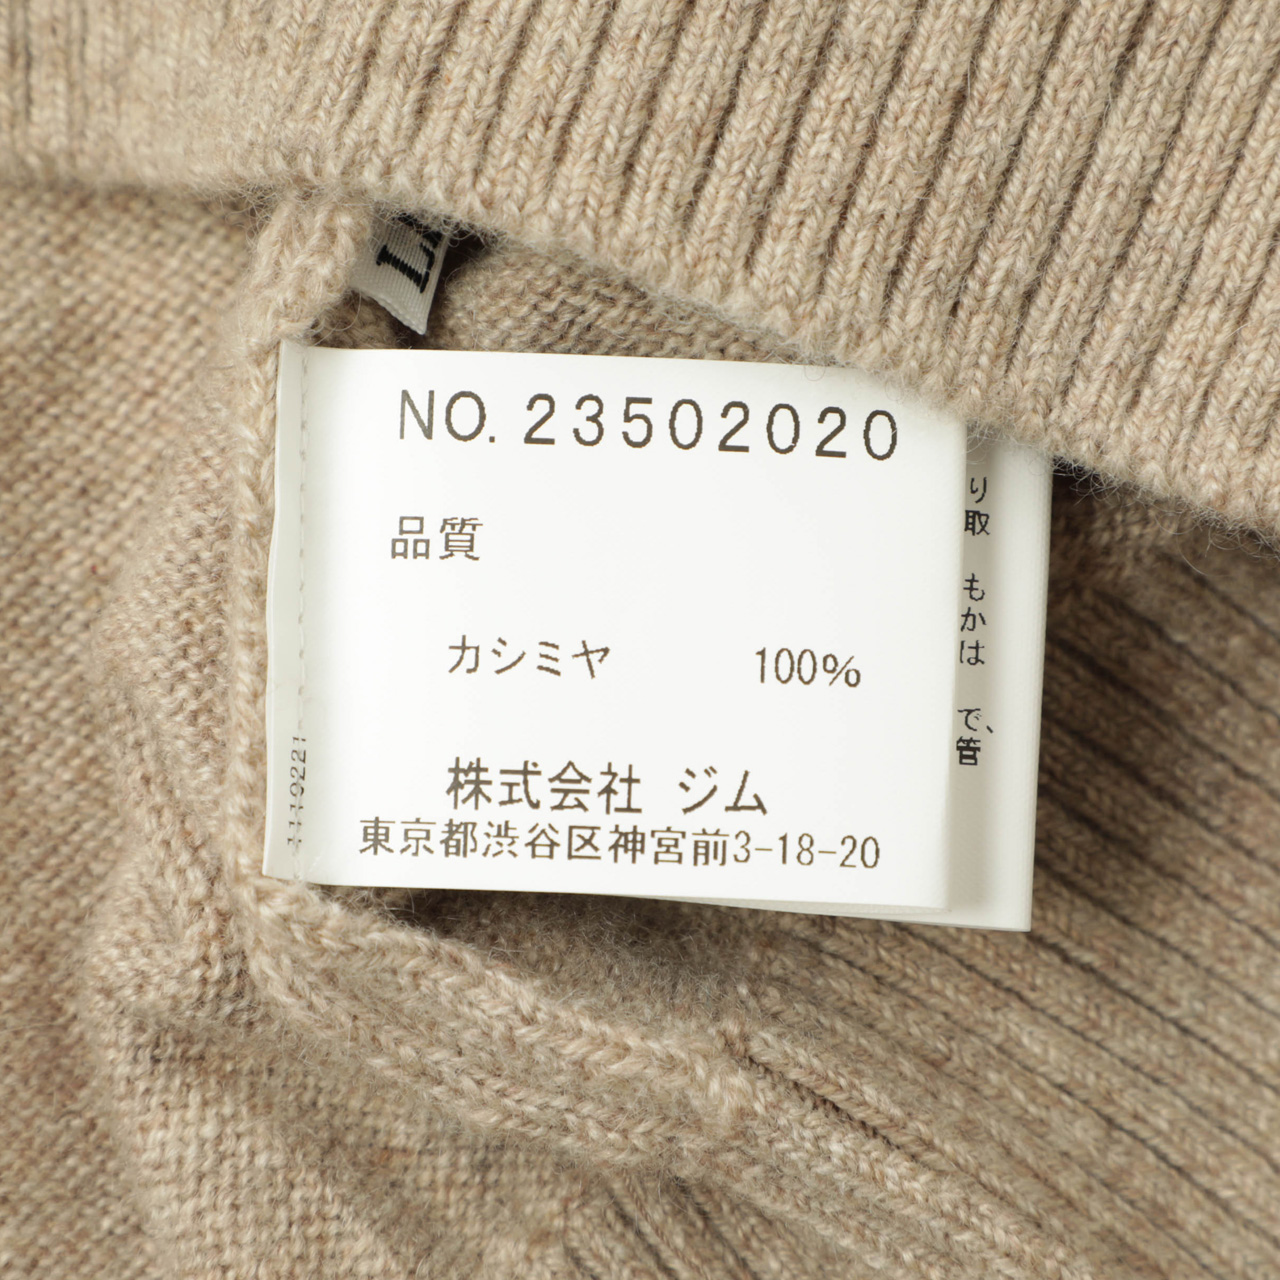 NO. 23502020
品質
カシミヤ 100%
株式会社 ジム
東京都渋谷区神宮前3-18-20
り
取
もかは
で、
管